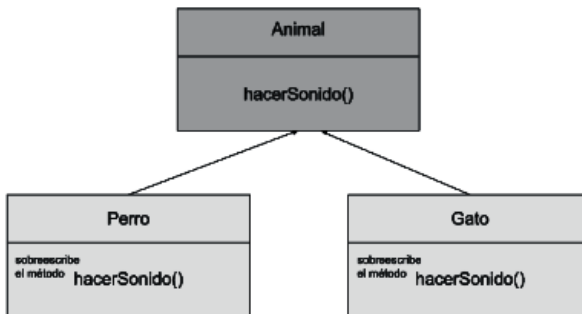 Animal
hacerSonido()
Perro
sobreescribe
el método hacerSonido()
Gato
sobreescribe
el método hacerSonido()